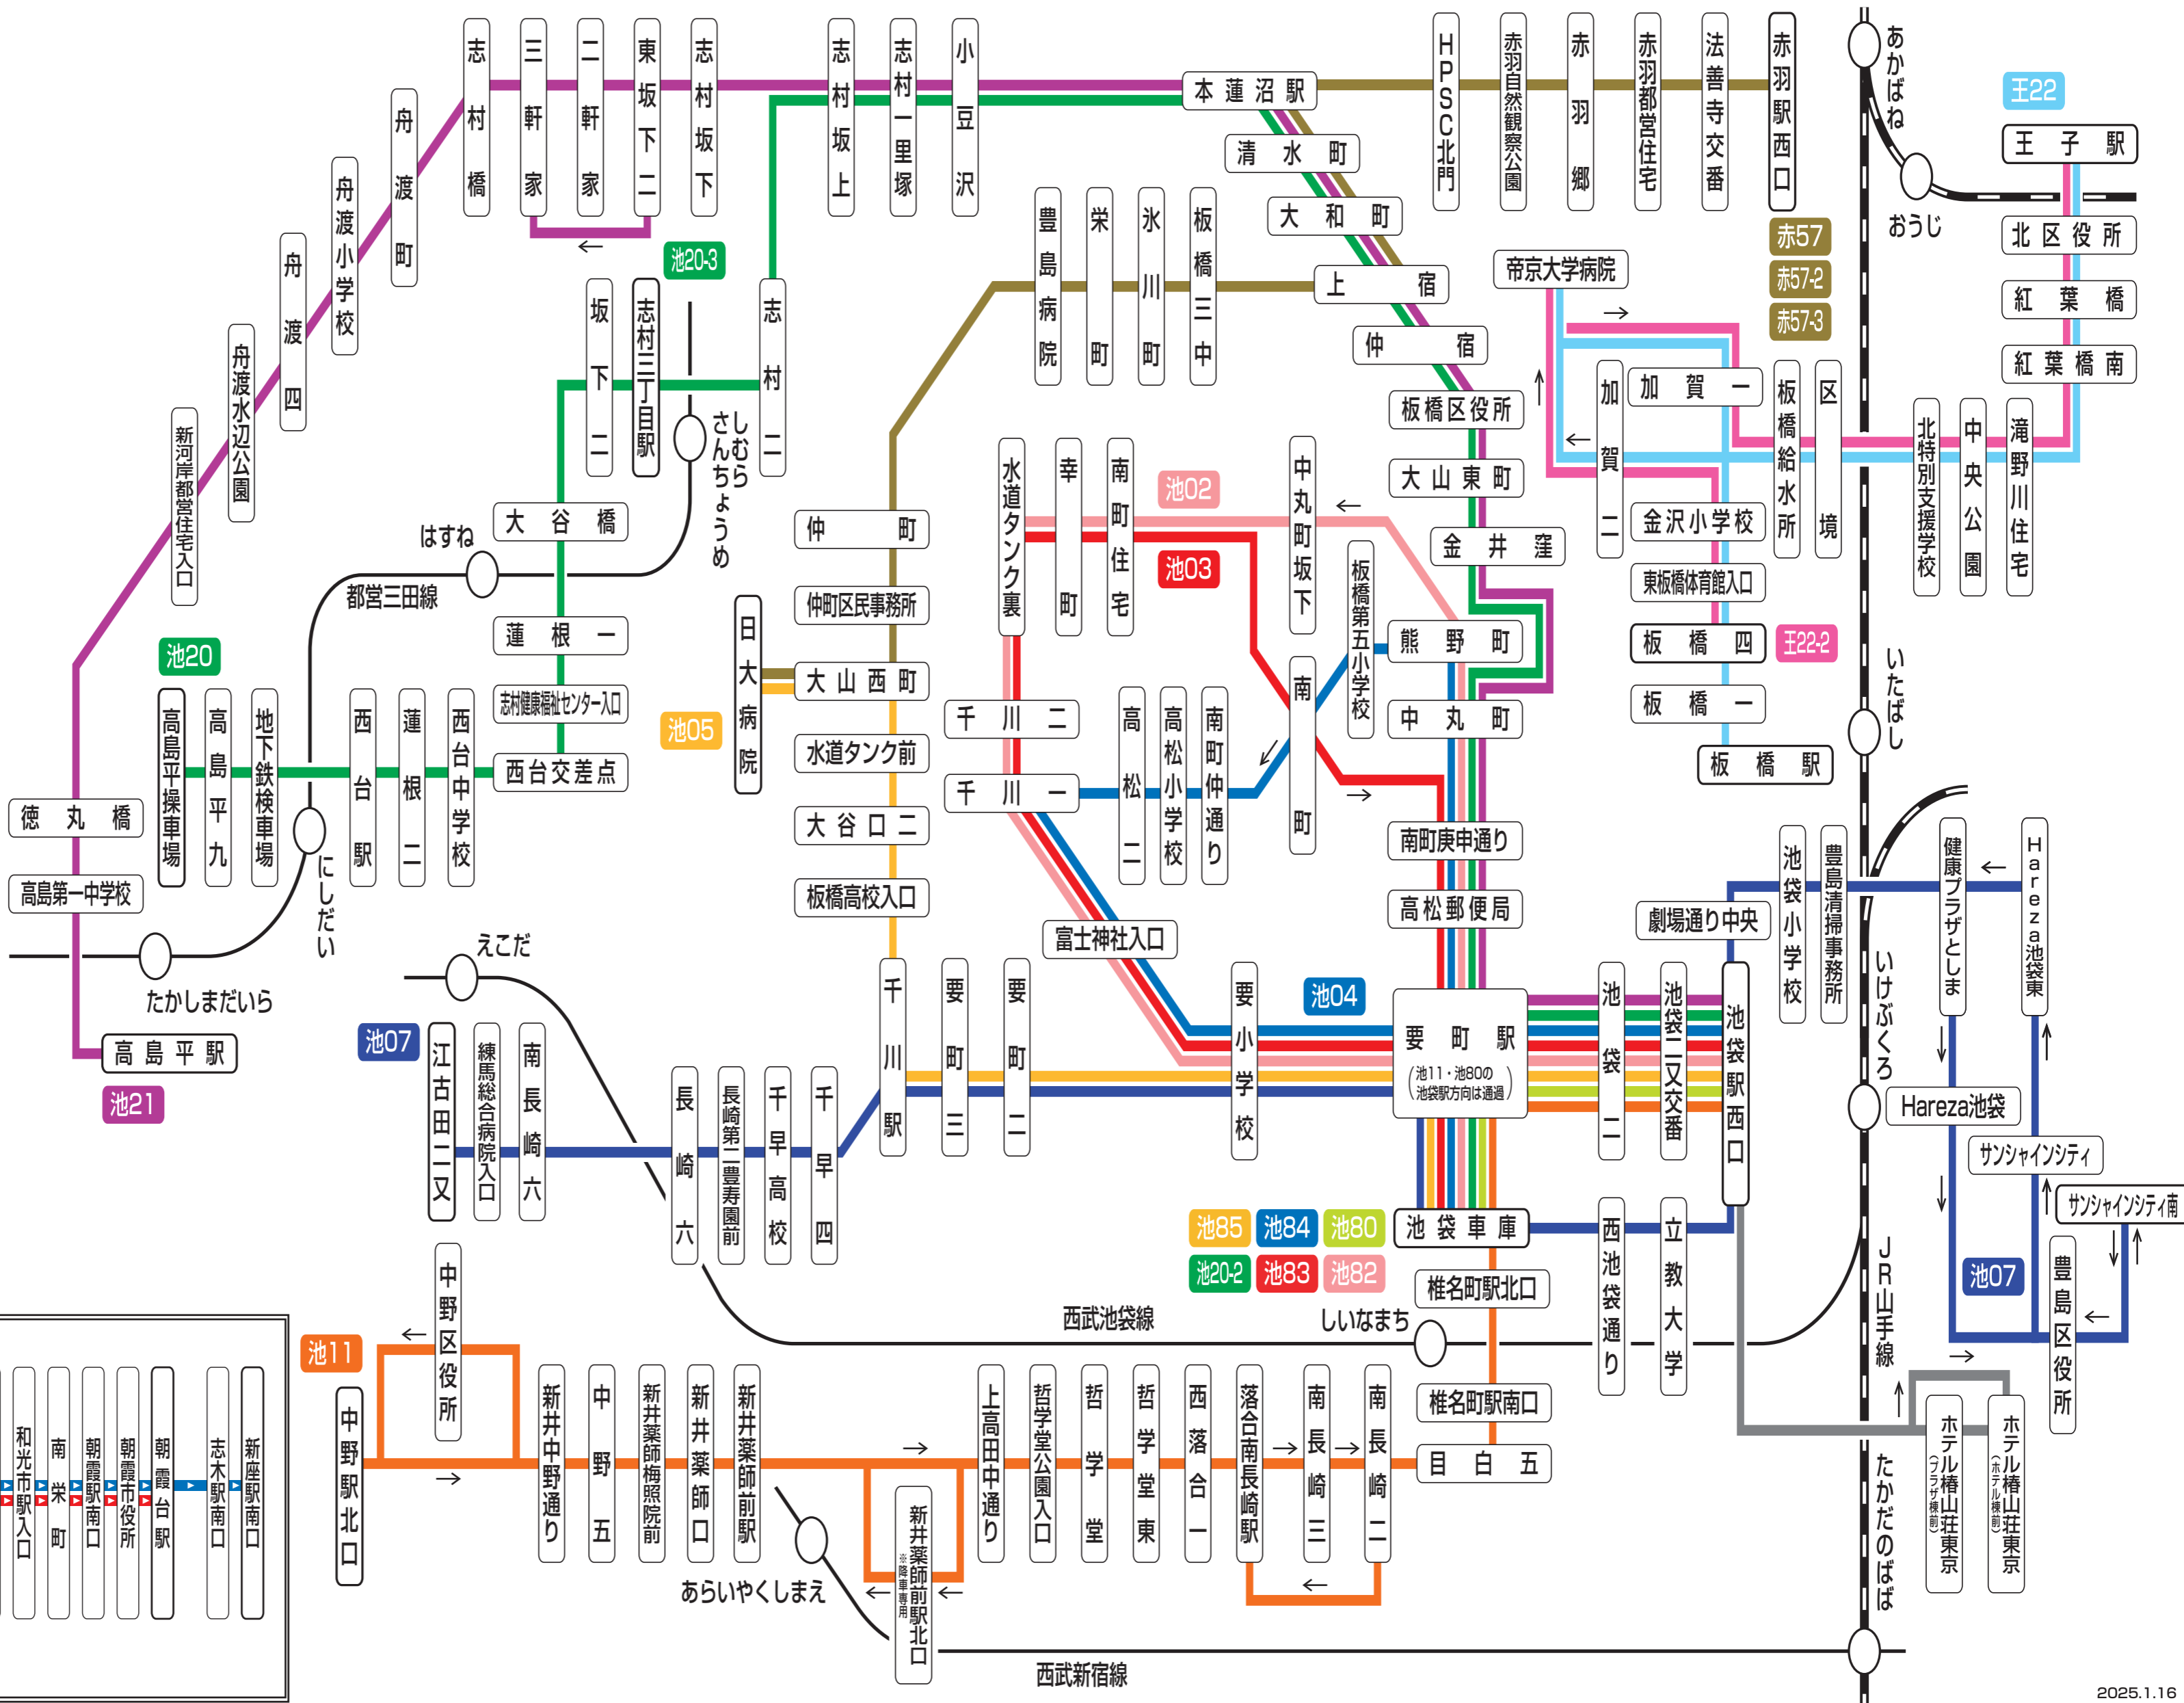 志村橋
三軒家
二軒家
東坂下二
志村坂下
志村坂上
志村一里塚
小豆沢
本蓮沼駅
HPSC北門
赤羽自然観察公園
赤羽郷
赤羽都営住宅
法善寺交番
赤羽駅西口
赤57
赤57-2
赤57-3
あかばね
おうじ
王22
王子駅
北区役所
紅葉橋
紅葉橋南
滝野川住宅
中央公園
北特別支援学校
区境
板橋給水所
加賀一
加賀二
帝京大学病院
金沢小学校
東板橋体育館入口
板橋四
王22-2
板橋一
板橋駅
いたばし
舟渡町
舟渡小学校
舟渡四
舟渡水辺公園
新河岸都営住宅入口
徳丸橋
高島第一中学校
高島平駅
池21
たかしまだいら
にしだい
はすね
都営三田線
しむら
さんちょうめ
池20-3
坂下二
志村三丁目駅
志村二
大谷橋
蓮根一
志村健康福祉センター入口
西台交差点
池20
高島平操車場
高島平九
地下鉄検車場
西台駅
蓮根二
西台中学校
清水町
大和町
上宿
仲宿
板橋区役所
大山東町
金井窪
熊野町
中丸町
南町庚申通り
高松郵便局
要町駅
(池11・池80の
池袋駅方向は通過)
豊島病院
栄町
氷川町
板橋三中
仲町
仲町区民事務所
大山西町
日大病院
池05
水道タンク前
大谷口二
板橋高校入口
千川駅
要町三
要町二
水道タンク裏
幸町
南町住宅
池02
池03
中丸町坂下
板橋第五小学校
南町
千川二
千川一
高松二
高松小学校
南町仲通り
富士神社入口
要小学校
池04
池袋二
池袋二又交番
池袋駅西口
劇場通り中央
池袋小学校
豊島清掃事務所
健康プラザとしま
Hareza池袋東
いけぶくろ
Hareza池袋
サンシャインシティ
サンシャインシティ南
池07
豊島区役所
JR山手線
ホテル椿山荘東京
(プラザ棟前)
ホテル椿山荘東京
(ホテル棟前)
たかだのばば
池07
江古田二又
練馬総合病院入口
南長崎六
えこだ
長崎六
長崎第二豊寿園前
千早高校
千早四
池85
池84
池80
池20-2
池83
池82
池袋車庫
西池袋通り
立教大学
椎名町駅北口
しいなまち
西武池袋線
椎名町駅南口
目白五
池11
中野駅北口
中野区役所
新井中野通り
中野五
新井薬師梅照院前
新井薬師口
新井薬師前駅
あらいやくしまえ
新井薬師前駅北口
※降車専用
上高田中通り
哲学堂公園入口
哲学堂
哲学堂東
西落合一
落合南長崎駅
南長崎三
南長崎二
西武新宿線
和光市駅入口
南栄町
朝霞駅南口
朝霞市役所
朝霞台駅
志木駅南口
新座駅南口
2025.1.16